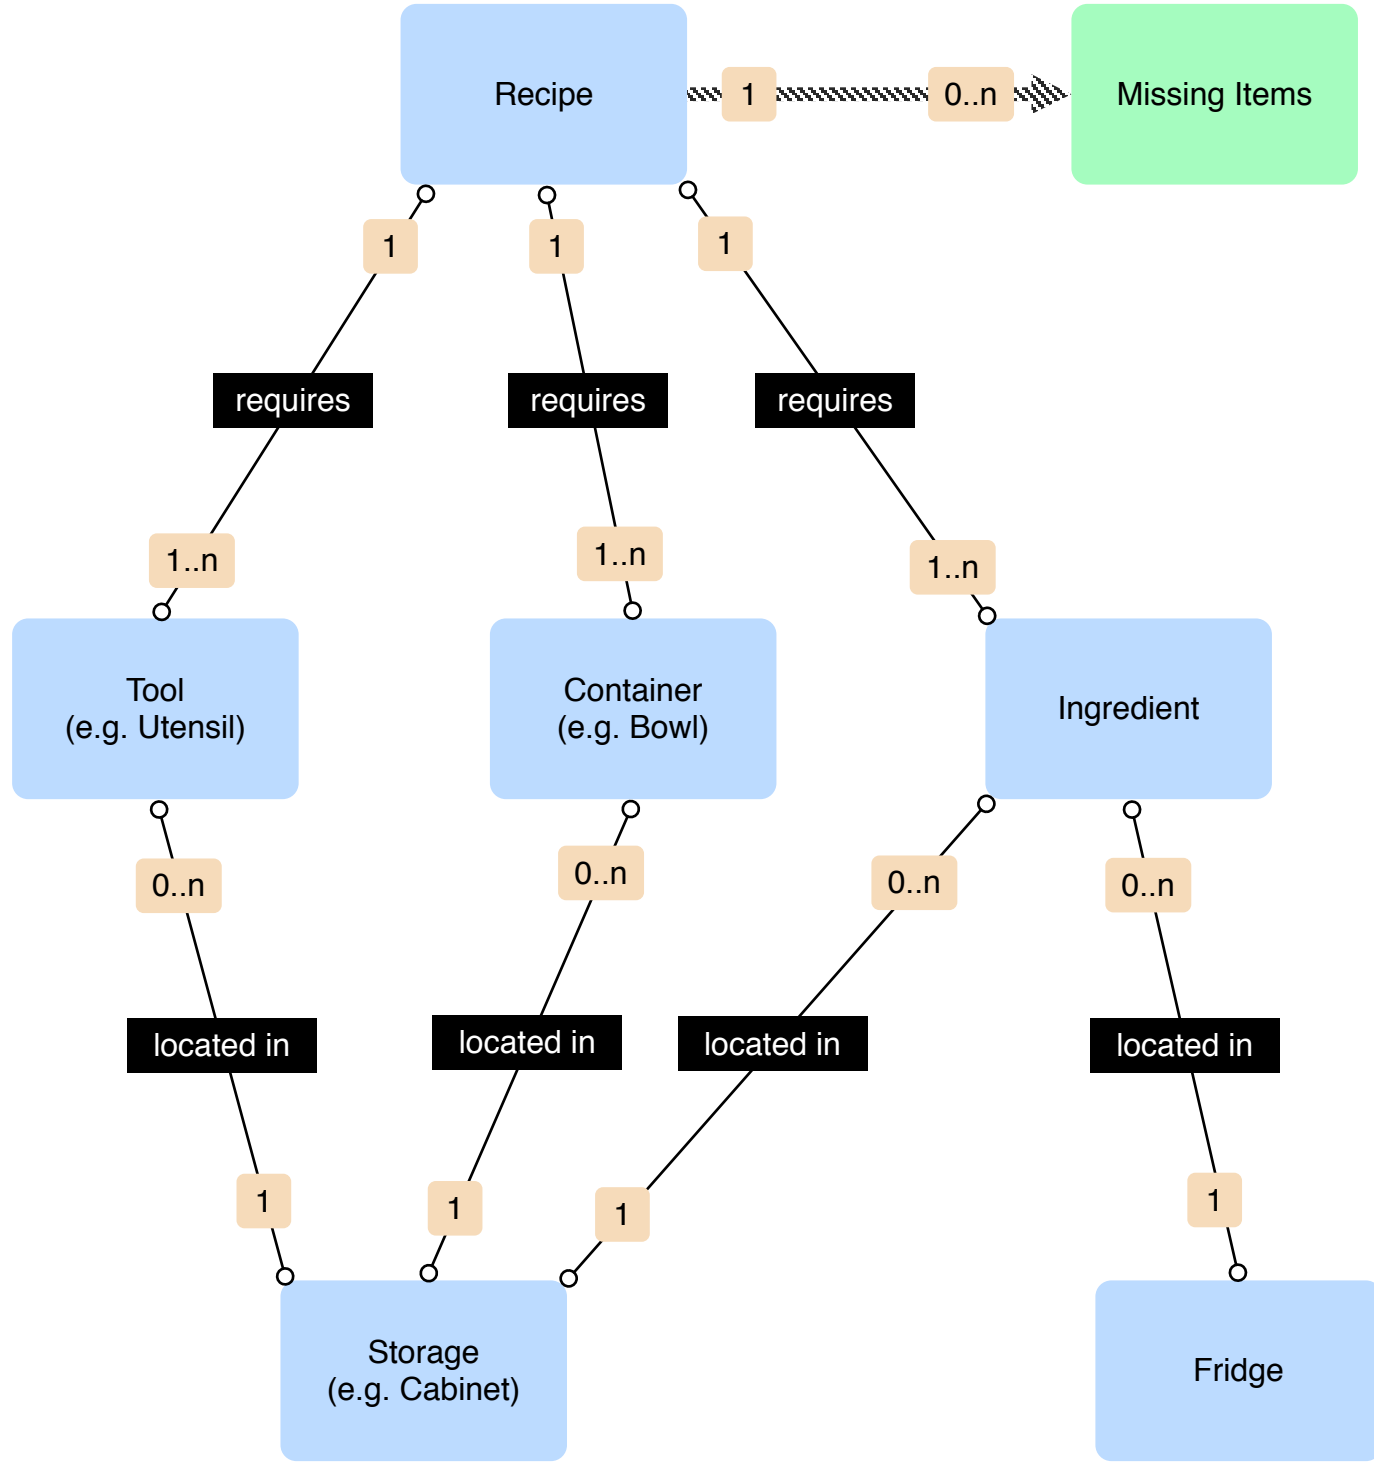 Recipe
1
0..n
Missing Items
1
1
1
requires
requires
requires
1..n
1..n
1..n
Tool
(e.g. Utensil)
Container
(e.g. Bowl)
Ingredient
0..n
0..n
0..n
0..n
located in
located in
located in
located in
1
1
1
1
Storage
(e.g. Cabinet)
Fridge